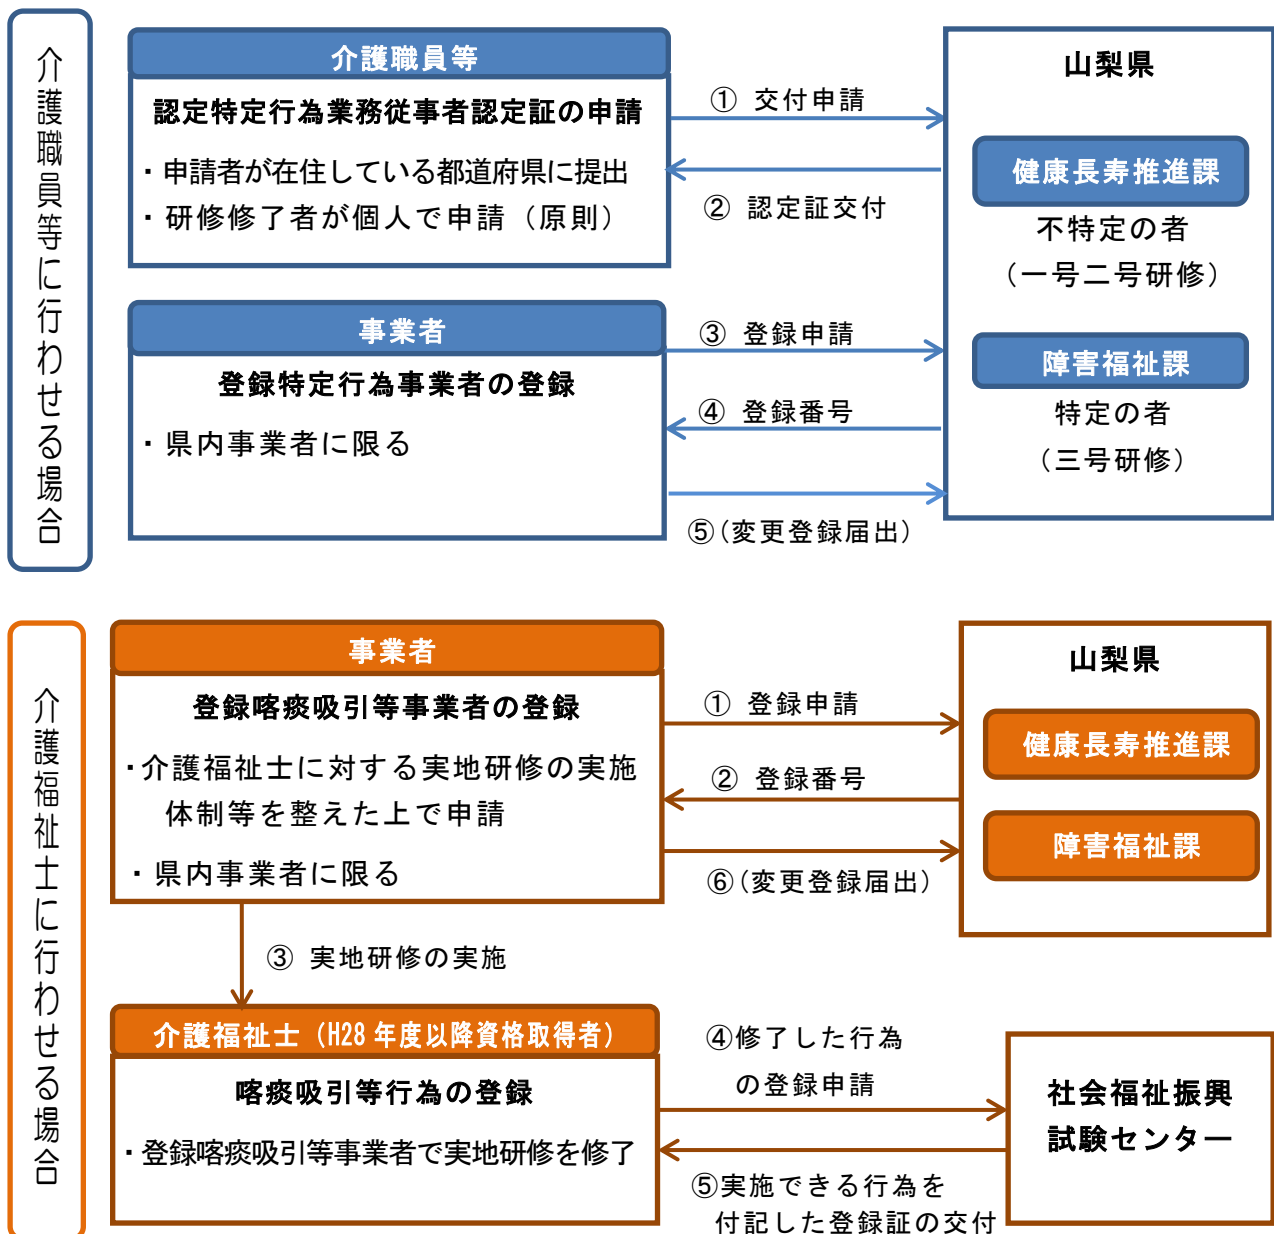 介護職員等に行わせる場合
介護職員等
認定特定行為業務従事者認定証の申請
・申請者が在住している都道府県に提出
・研修修了者が個人で申請（原則）
① 交付申請
② 認定証交付
事業者
登録特定行為事業者の登録
・県内事業者に限る
③ 登録申請
④ 登録番号
⑤(変更登録届出)
山梨県
健康長寿推進課
不特定の者
（一号二号研修）
障害福祉課
特定の者
（三号研修）
介護福祉士に行わせる場合
事業者
登録喀痰吸引等事業者の登録
・介護福祉士に対する実地研修の実施
体制等を整えた上で申請
・県内事業者に限る
① 登録申請
② 登録番号
⑥(変更登録届出)
山梨県
健康長寿推進課
障害福祉課
③ 実地研修の実施
介護福祉士（H28年度以降資格取得者）
喀痰吸引等行為の登録
・登録喀痰吸引等事業者で実地研修を修了
④修了した行為
の登録申請
⑤実施できる行為を
付記した登録証の交付
社会福祉振興
試験センター